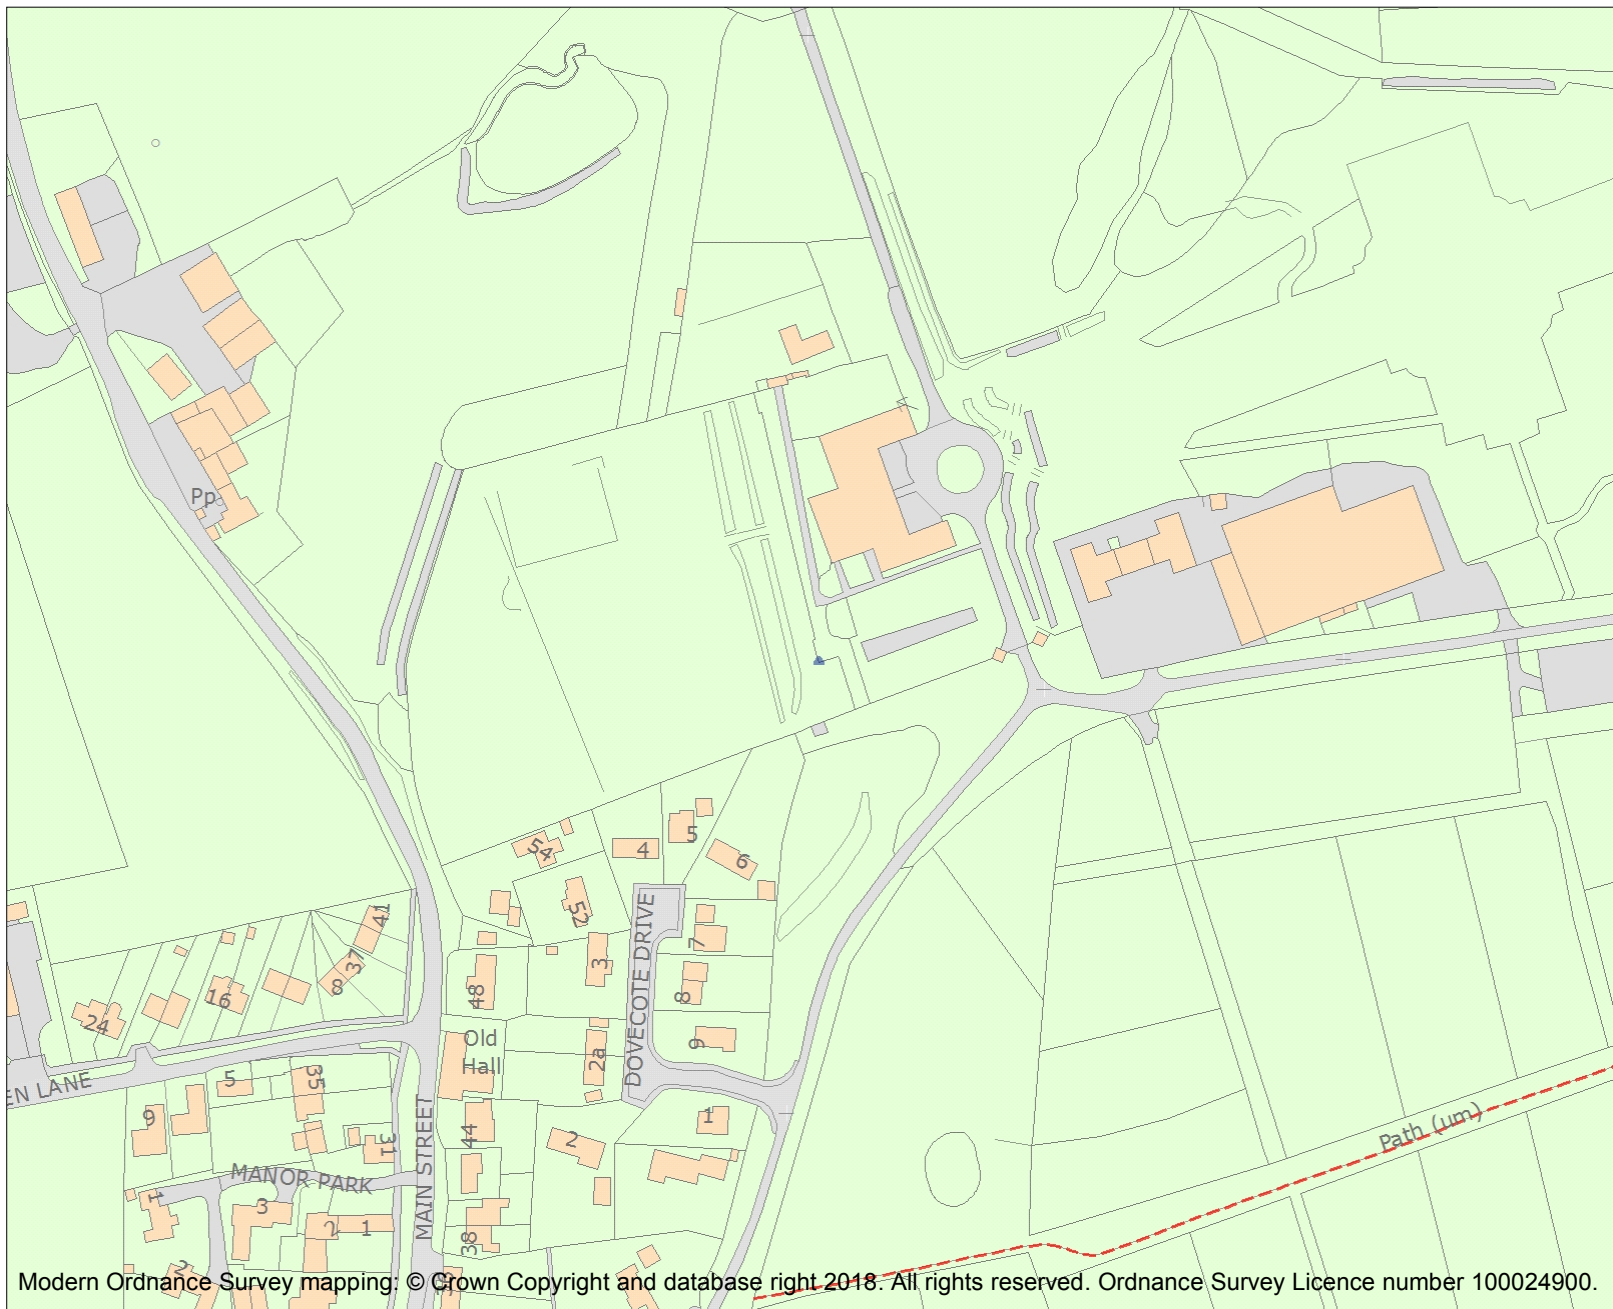 Pp
54
4
5
6
52
41
37
8
16
24
48
3
7
8
Old
Hall
2a
9
DOVECOTE DRIVE
EN LANE
5
35
9
31
44
2
1
MAIN STREET
MANOR PARK
1
3
2
1
38
2
Path (um)
Modern Ordnance Survey mapping: © Crown Copyright and database right 2018. All rights reserved. Ordnance Survey Licence number 100024900.